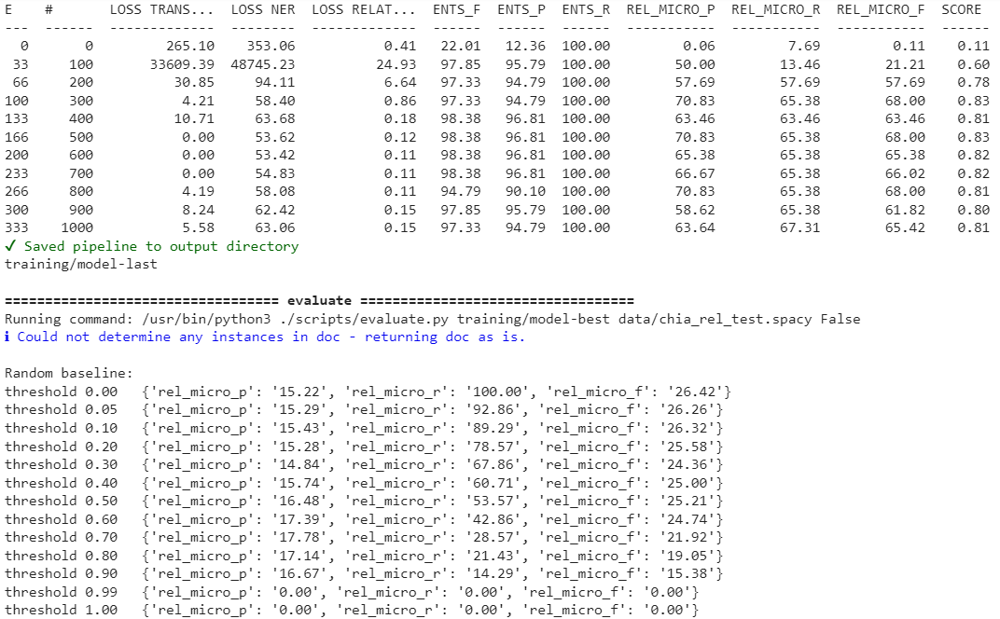 E # LOSS TRANS... LOSS NER LOSS RELAT... ENTS_F ENTS_P ENTS_R REL_MICRO_P REL_MICRO_R REL_MICRO_F SCORE
--- ------ ------------- -------- ------------- ------ ------ ------ ----------- ----------- ----------- ------
0 0 265.10 353.06 0.41 22.01 12.36 100.00 0.06 7.69 0.11 0.11
33 100 33609.39 48745.23 24.93 97.85 95.79 100.00 50.00 13.46 21.21 0.60
66 200 30.85 94.11 6.64 97.33 94.79 100.00 57.69 57.69 57.69 0.78
100 300 4.21 58.40 0.86 97.33 94.79 100.00 70.83 65.38 68.00 0.83
133 400 10.71 63.68 0.18 98.38 96.81 100.00 63.46 63.46 63.46 0.81
166 500 0.00 53.62 0.12 98.38 96.81 100.00 70.83 65.38 68.00 0.83
200 600 0.00 53.42 0.11 98.38 96.81 100.00 65.38 65.38 65.38 0.82
233 700 0.00 54.83 0.11 98.38 96.81 100.00 66.67 65.38 66.02 0.82
266 800 4.19 58.08 0.11 94.79 90.10 100.00 70.83 65.38 68.00 0.81
300 900 8.24 62.42 0.15 97.85 95.79 100.00 58.62 65.38 61.82 0.80
333 1000 5.58 63.06 0.15 97.33 94.79 100.00 63.64 67.31 65.42 0.81
✔ Saved pipeline to output directory
training/model-last
================================== evaluate ==================================
Running command: /usr/bin/python3 ./scripts/evaluate.py training/model-best data/chia_rel_test.spacy False
ℹ Could not determine any instances in doc - returning doc as is.
Random baseline:
threshold 0.00 {'rel_micro_p': '15.22', 'rel_micro_r': '100.00', 'rel_micro_f': '26.42'}
threshold 0.05 {'rel_micro_p': '15.29', 'rel_micro_r': '92.86', 'rel_micro_f': '26.26'}
threshold 0.10 {'rel_micro_p': '15.43', 'rel_micro_r': '89.29', 'rel_micro_f': '26.32'}
threshold 0.20 {'rel_micro_p': '15.28', 'rel_micro_r': '78.57', 'rel_micro_f': '25.58'}
threshold 0.30 {'rel_micro_p': '14.84', 'rel_micro_r': '67.86', 'rel_micro_f': '24.36'}
threshold 0.40 {'rel_micro_p': '15.74', 'rel_micro_r': '60.71', 'rel_micro_f': '25.00'}
threshold 0.50 {'rel_micro_p': '16.48', 'rel_micro_r': '53.57', 'rel_micro_f': '25.21'}
threshold 0.60 {'rel_micro_p': '17.39', 'rel_micro_r': '42.86', 'rel_micro_f': '24.74'}
threshold 0.70 {'rel_micro_p': '17.78', 'rel_micro_r': '28.57', 'rel_micro_f': '21.92'}
threshold 0.80 {'rel_micro_p': '17.14', 'rel_micro_r': '21.43', 'rel_micro_f': '19.05'}
threshold 0.90 {'rel_micro_p': '16.67', 'rel_micro_r': '14.29', 'rel_micro_f': '15.38'}
threshold 0.99 {'rel_micro_p': '0.00', 'rel_micro_r': '0.00', 'rel_micro_f': '0.00'}
threshold 1.00 {'rel_micro_p': '0.00', 'rel_micro_r': '0.00', 'rel_micro_f': '0.00'}